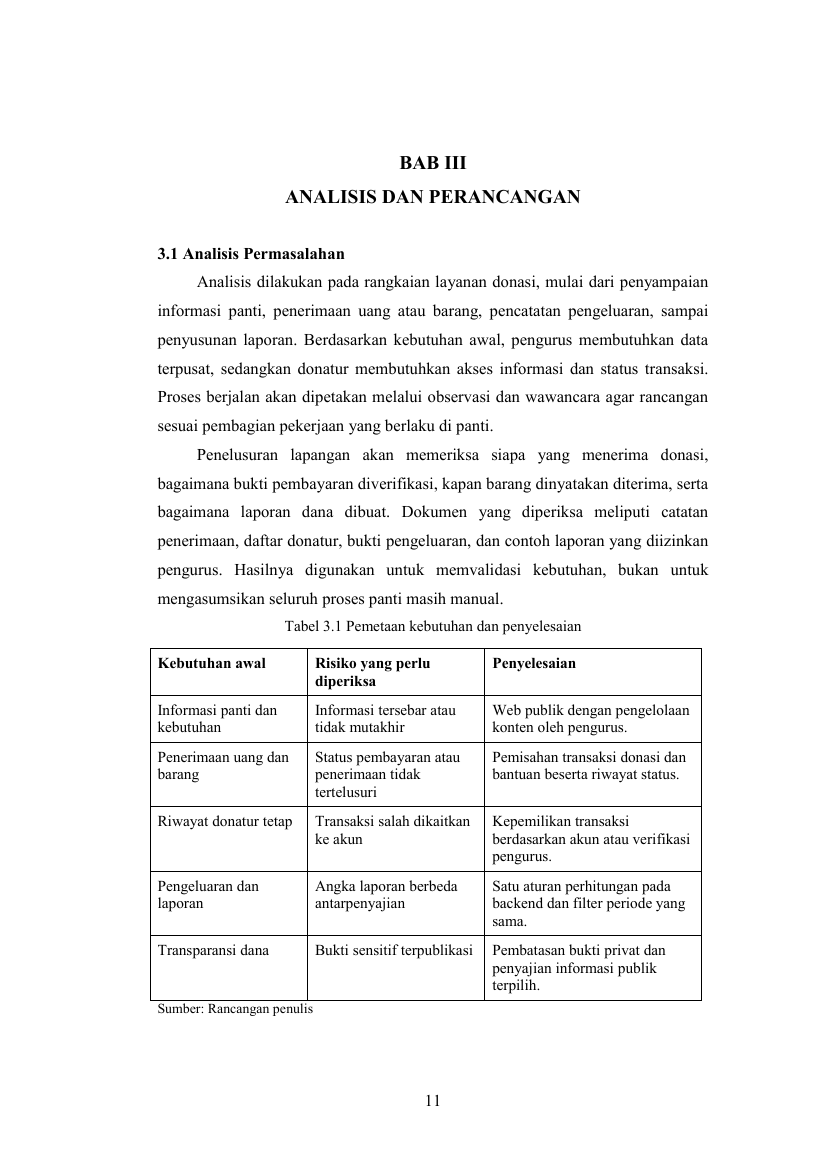 BAB III
ANALISIS DAN PERANCANGAN
3.1 Analisis Permasalahan
Analisis dilakukan pada rangkaian layanan donasi, mulai dari penyampaian
informasi panti, penerimaan uang atau barang, pencatatan pengeluaran, sampai
penyusunan laporan. Berdasarkan kebutuhan awal, pengurus membutuhkan data
terpusat, sedangkan donatur membutuhkan akses informasi dan status transaksi.
Proses berjalan akan dipetakan melalui observasi dan wawancara agar rancangan
sesuai pembagian pekerjaan yang berlaku di panti.
Penelusuran lapangan akan memeriksa siapa yang menerima donasi,
bagaimana bukti pembayaran diverifikasi, kapan barang dinyatakan diterima, serta
bagaimana laporan dana dibuat. Dokumen yang diperiksa meliputi catatan
penerimaan, daftar donatur, bukti pengeluaran, dan contoh laporan yang diizinkan
pengurus. Hasilnya digunakan untuk memvalidasi kebutuhan, bukan untuk
mengasumsikan seluruh proses panti masih manual.
Tabel 3.1 Pemetaan kebutuhan dan penyelesaian
Kebutuhan awal
Risiko yang perlu
diperiksa
Penyelesaian
Informasi panti dan
kebutuhan
Informasi tersebar atau
tidak mutakhir
Web publik dengan pengelolaan
konten oleh pengurus.
Penerimaan uang dan
barang
Status pembayaran atau
penerimaan tidak
tertelusuri
Pemisahan transaksi donasi dan
bantuan beserta riwayat status.
Riwayat donatur tetap
Transaksi salah dikaitkan
ke akun
Kepemilikan transaksi
berdasarkan akun atau verifikasi
pengurus.
Pengeluaran dan
laporan
Angka laporan berbeda
antarpenyajian
Satu aturan perhitungan pada
backend dan filter periode yang
sama.
Transparansi dana
Bukti sensitif terpublikasi
Pembatasan bukti privat dan
penyajian informasi publik
terpilih.
Sumber: Rancangan penulis
11